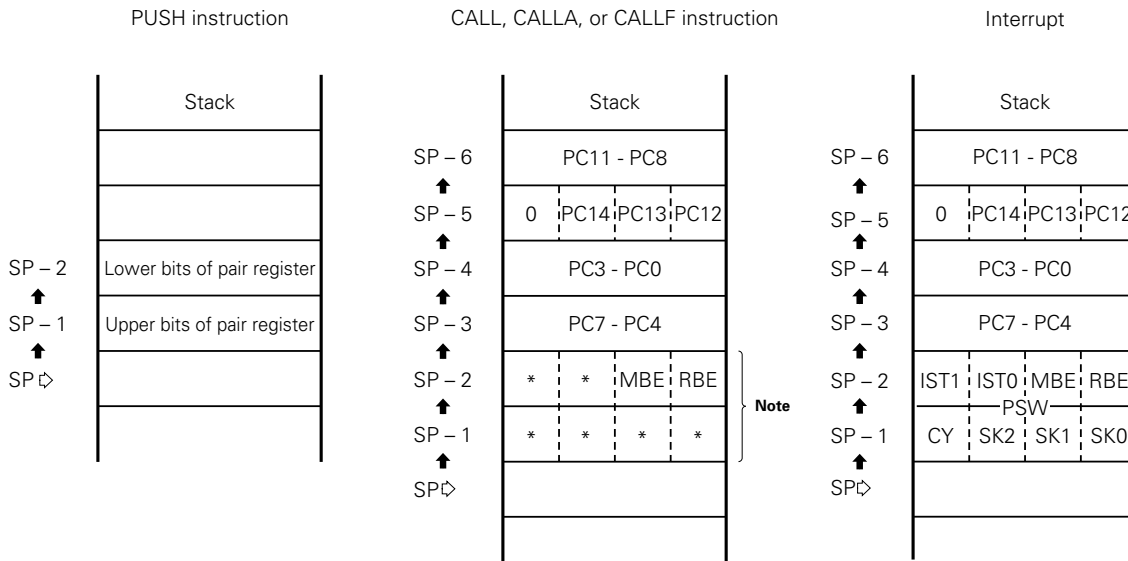 PUSH instruction
Stack
SP – 2 Lower bits of pair register
SP – 1 Upper bits of pair register
SP
CALL, CALLA, or CALLF instruction
Stack
SP – 6 PC11 - PC8
SP – 5 0 PC14 PC13 PC12
SP – 4 PC3 - PC0
SP – 3 PC7 - PC4
SP – 2 * * MBE RBE
Note
SP – 1 * * * *
SP
Interrupt
Stack
SP – 6 PC11 - PC8
SP – 5 0 PC14 PC13 PC12
SP – 4 PC3 - PC0
SP – 3 PC7 - PC4
SP – 2 IST1 IST0 MBE RBE
PSW
SP – 1 CY SK2 SK1 SK0
SP